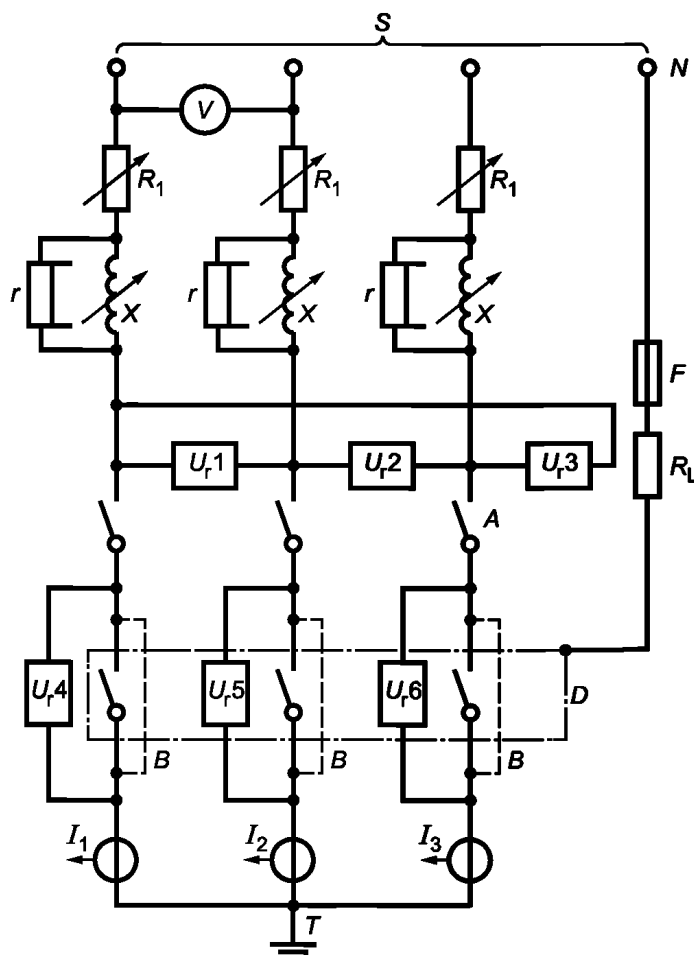 S
N
V
R1 R1 R1
r X r X r X
F
Ur1 Ur2 Ur3
RL
A
Ur4 Ur5 Ur6
D
B B B
I1 I2 I3
T